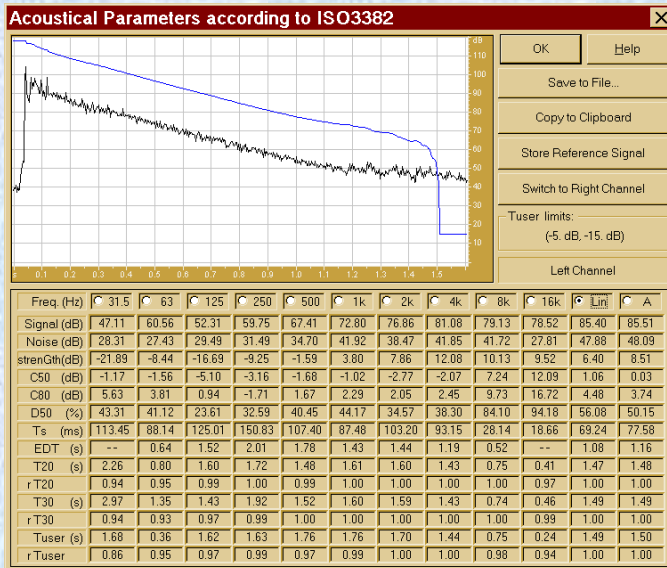 Acoustical Parameters according to ISO3382
dB
110
100
90
80
70
60
50
40
30
20
10
s 0.1 0.2 0.3 0.4 0.5 0.6 0.7 0.8 0.9 1.0 1.1 1.2 1.3 1.4 1.5 1.6
OK Help
Save to File...
Copy to Clipboard
Store Reference Signal
Switch to Right Channel
Tuser limits:
(-5. dB, -15. dB)
Left Channel
Freq. (Hz) 31.5 63 125 250 500 1k 2k 4k 8k 16k Lin A
Signal (dB) 47.11 60.56 52.31 59.75 67.41 72.80 76.86 81.08 79.13 78.52 85.40 85.51
Noise (dB) 28.31 27.43 29.49 31.49 34.70 41.92 38.47 41.85 41.72 27.81 47.88 48.09
strenGth(dB) -21.89 -8.44 -16.69 -9.25 -1.59 3.80 7.86 12.08 10.13 9.52 6.40 8.51
C50 (dB) -1.17 -1.56 -5.10 -3.16 -1.68 -1.02 -2.77 -2.07 7.24 12.09 1.06 0.03
C80 (dB) 5.63 3.81 0.94 -1.71 1.67 2.29 2.05 2.45 9.73 16.72 4.48 3.74
D50 (%) 43.31 41.12 23.61 32.59 40.45 44.17 34.57 38.30 84.10 94.18 56.08 50.15
Ts (ms) 113.45 88.14 125.01 150.83 107.40 87.48 103.20 93.15 28.14 18.66 69.24 77.58
EDT (s) -- 0.64 1.52 2.01 1.78 1.43 1.44 1.19 0.52 -- 1.08 1.16
T20 (s) 2.26 0.80 1.60 1.72 1.48 1.61 1.60 1.43 0.75 0.41 1.47 1.48
r T20 0.94 0.95 0.99 1.00 0.99 1.00 1.00 1.00 1.00 0.97 1.00 1.00
T30 (s) 2.97 1.35 1.43 1.92 1.52 1.60 1.59 1.43 0.74 0.46 1.49 1.49
r T30 0.94 0.93 0.97 0.99 1.00 1.00 1.00 1.00 1.00 0.99 1.00 1.00
Tuser (s) 1.68 0.36 1.62 1.63 1.76 1.76 1.70 1.44 0.75 0.24 1.49 1.50
r Tuser 0.86 0.95 0.97 0.99 0.97 0.99 1.00 1.00 0.98 0.94 1.00 1.00